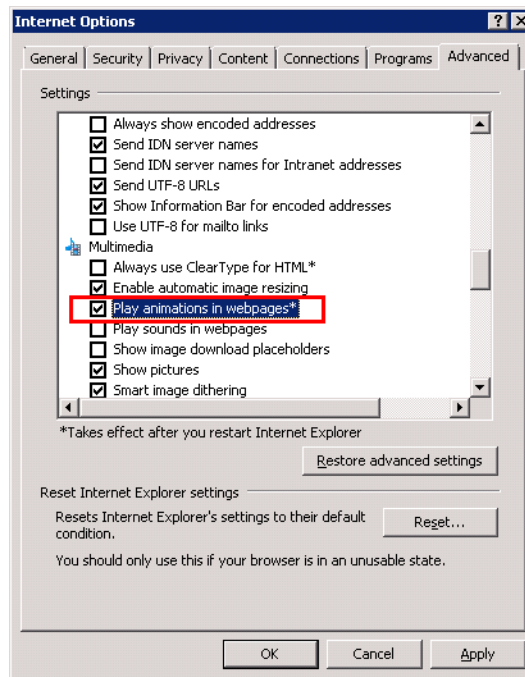 Internet Options
General Security Privacy Content Connections Programs Advanced
Settings
Always show encoded addresses
Send IDN server names
Send IDN server names for Intranet addresses
Send UTF-8 URLs
Show Information Bar for encoded addresses
Use UTF-8 for mailto links
Multimedia
Always use ClearType for HTML*
Enable automatic image resizing
Play animations in webpages*
Play sounds in webpages
Show image download placeholders
Show pictures
Smart image dithering
*Takes effect after you restart Internet Explorer
Restore advanced settings
Reset Internet Explorer settings
Resets Internet Explorer's settings to their default
condition.
Reset...
You should only use this if your browser is in an unusable state.
OK Cancel Apply